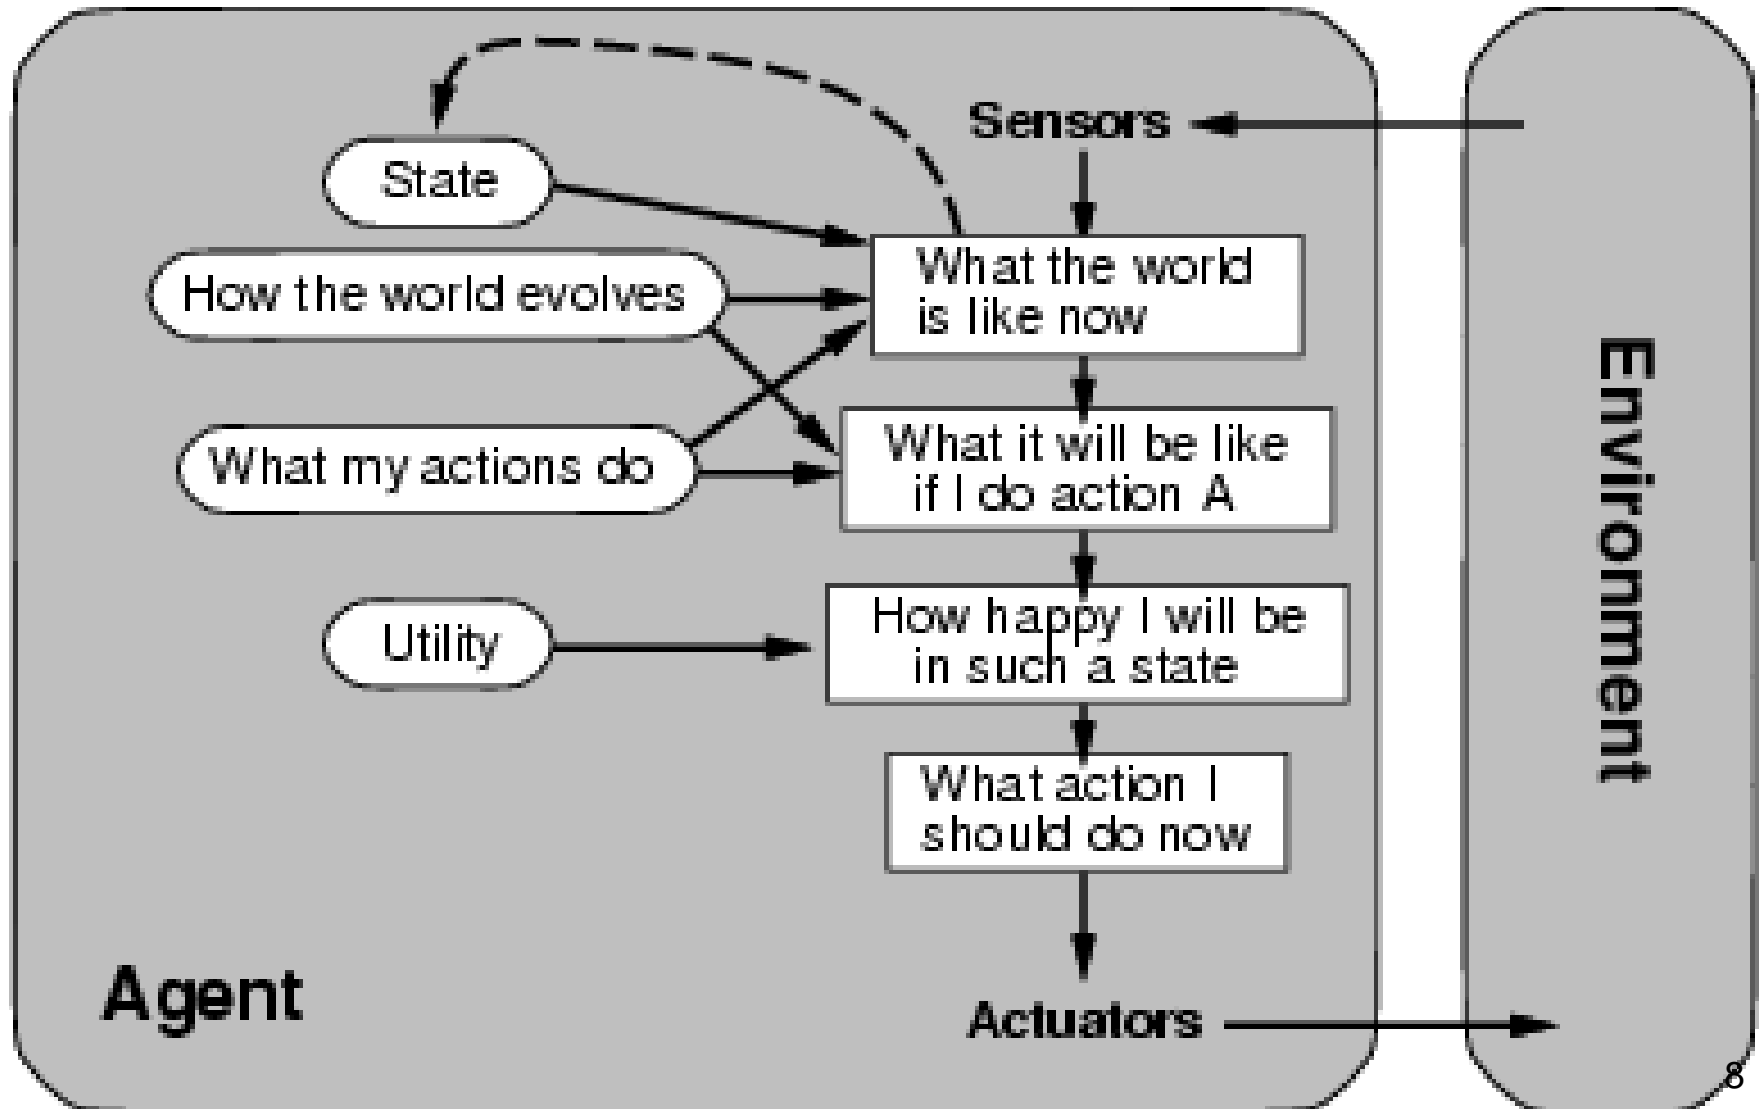 Sensors
State
What the world
is like now
How the world evolves
What my actions do
What it will be like
if I do action A
Utility
How happy I will be
in such a state
What action I
should do now
Agent
Actuators
Environment
8